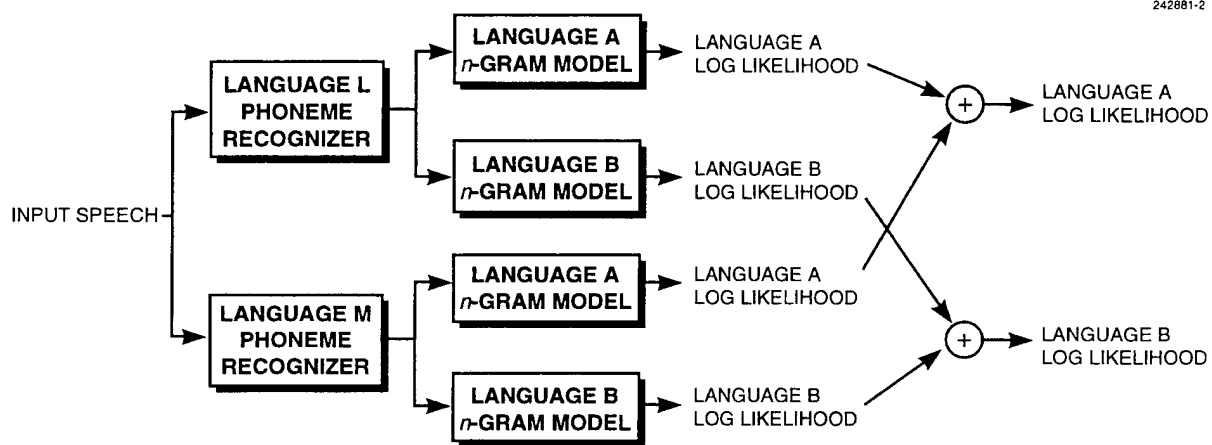 242881-2
LANGUAGE A
n-GRAM MODEL
LANGUAGE A
LOG LIKELIHOOD
LANGUAGE L
PHONEME
RECOGNIZER
+
LANGUAGE A
LOG LIKELIHOOD
LANGUAGE B
n-GRAM MODEL
LANGUAGE B
LOG LIKELIHOOD
INPUT SPEECH
LANGUAGE A
n-GRAM MODEL
LANGUAGE A
LOG LIKELIHOOD
LANGUAGE M
PHONEME
RECOGNIZER
+
LANGUAGE B
LOG LIKELIHOOD
LANGUAGE B
n-GRAM MODEL
LANGUAGE B
LOG LIKELIHOOD